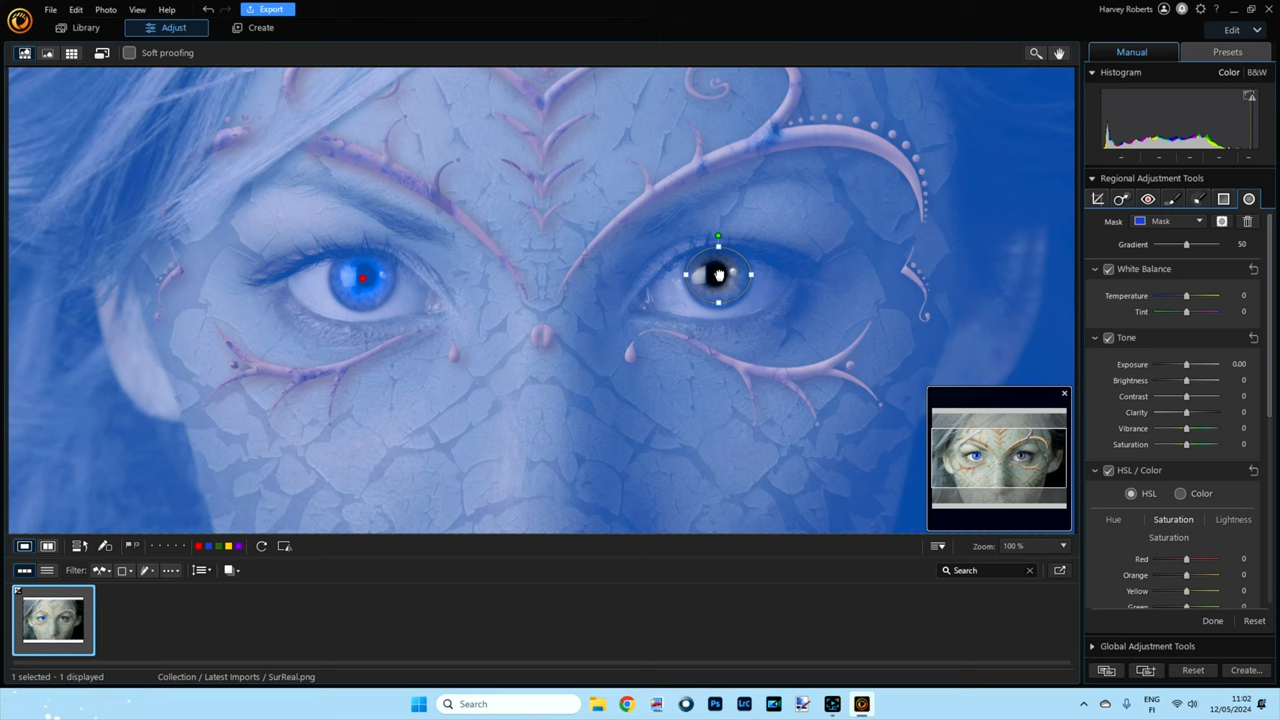 File Edit Photo View Help Export Harvey Roberts
Library Adjust Create Edit
Soft proofing Manual Presets
Histogram Color B&W
Regional Adjustment Tools
Mask Mask
Gradient 50
White Balance
Temperature 0
Tint 0
Tone
Exposure 0.00
Brightness 0
Contrast 0
Clarity 0
Vibrance 0
Saturation 0
HSL / Color
HSL Color
Hue Saturation Lightness
Saturation
Red 0
Orange 0
Yellow 0
Green
Done Reset
Global Adjustment Tools
Reset Create...
Zoom: 100 %
Filter: Search
1 selected - 1 displayed Collection / Latest Imports / SurReal.png
Search Ps Lrc ENG FI 11:02 12/05/2024